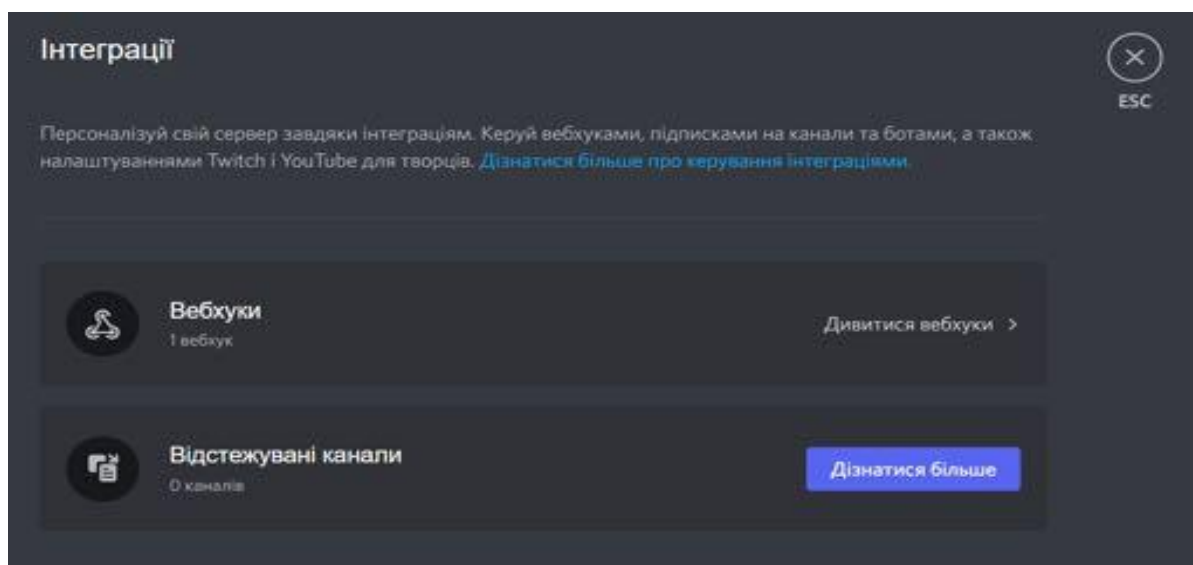 Інтеграції
ESC
Персоналізуй свій сервер завдяки інтеграціям. Керуй вебхуками, підписками на канали та ботами, а також
налаштуваннями Twitch і YouTube для творців. Дізнатися більше про керування інтеграціями.
Вебхуки
1 вебхук
Дивитися вебхуки >
Відстежувані канали
0 каналів
Дізнатися більше